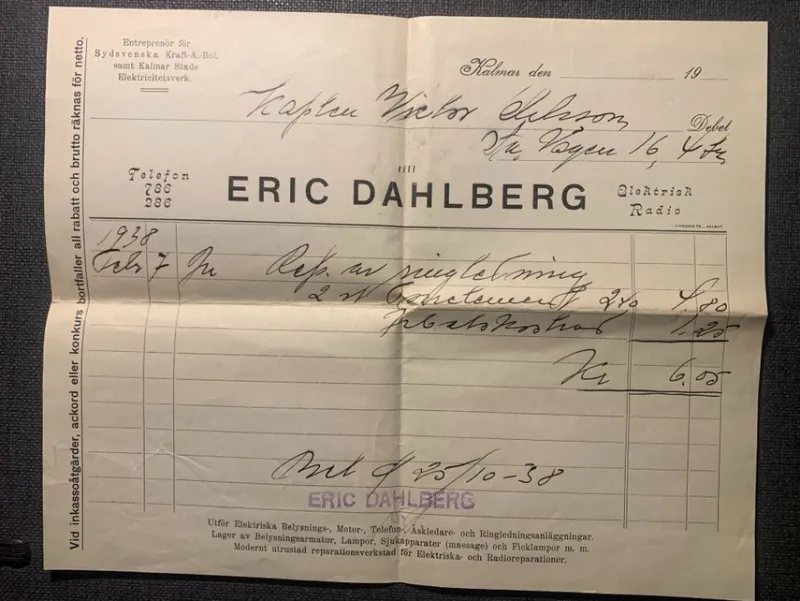 Entreprenör för
Sydsvenska Kraft-A.-Bol.
samt Kalmar Stads
Elektricitetsverk.
Kalmar den 19
Kapten Victor Nilsson
Debet
Vägen 16, 4
till
Telefon
786
286
ERIC DAHLBERG
Elektrisk
Radio
1938
Febr 7 Rep. av ringledning
2 st 240 4,80
Arbetskostnad 1,25
Kr 6,05
Bet d/ 25/10-38
ERIC DAHLBERG
Utför Elektriska Belysnings-, Motor-, Telefon-, Åskledare- och Ringledningsanläggningar.
Lager av Belysningsarmatur, Lampor, Sjukapparater (massage) och Ficklampor m. m.
Modernt utrustad reparationsverkstad för Elektriska- och Radioreparationer.
Vid inkassoåtgärder, ackord eller konkurs bortfaller all rabatt och brutto räknas för netto.